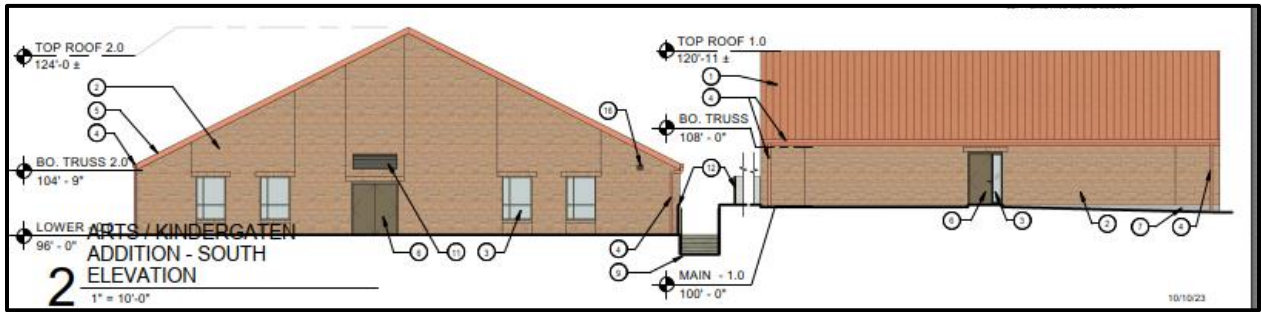 TOP ROOF 2.0
124'-0 ±
2
5
4
BO. TRUSS 2.0
104' - 9"
LOWER
96' - 0"
ARTS / KINDERGATEN
ADDITION - SOUTH
ELEVATION
2
1" = 10'-0"
6
11
3
16
4
9
12
TOP ROOF 1.0
120'-11 ±
1
4
BO. TRUSS
108' - 0"
MAIN - 1.0
100' - 0"
6
3
2
7
4
10/10/23